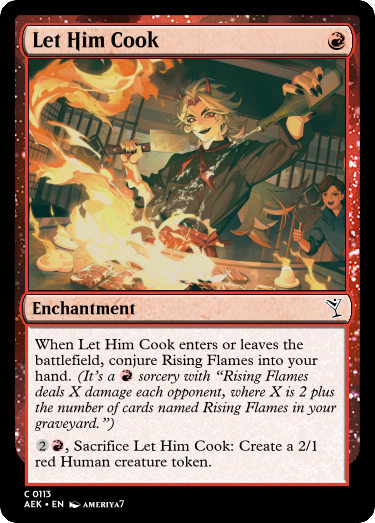 Let Him Cook
When Let Him Cook enters or leaves the
battlefield, conjure Rising Flames into your
hand. (It's a R sorcery with “Rising Flames
deals X damage each opponent, where X is 2 plus
the number of cards named Rising Flames in your
graveyard.”)
2R, Sacrifice Let Him Cook: Create a 2/1
red Human creature token.
Enchantment
C 0113
AEK • EN AMERIYA7